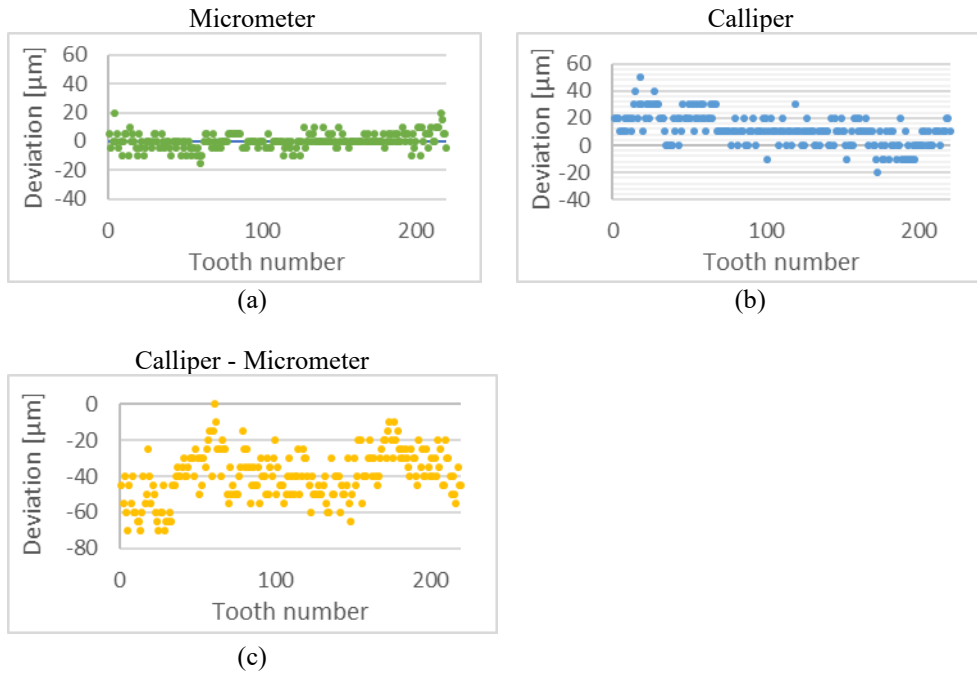 Micrometer
Deviation [µm]
60
40
20
0
-20
-40
0
100
200
Tooth number
(a)
Calliper
Deviation [µm]
60
40
20
0
-20
-40
0
100
200
Tooth number
(b)
Calliper - Micrometer
Deviation [µm]
0
-20
-40
-60
-80
0
100
200
Tooth number
(c)